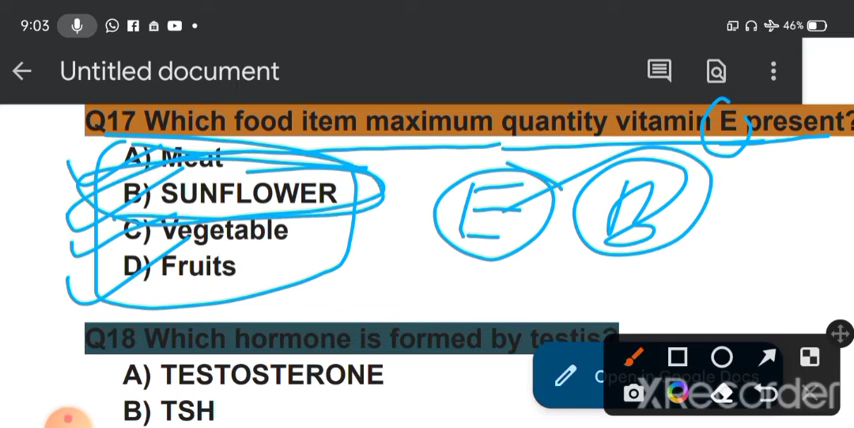 9:03 46%
Untitled document
Q17 Which food item maximum quantity vitamin E present?
A) Meat
B) SUNFLOWER E B
C) Vegetable
D) Fruits
Q18 Which hormone is formed by testis?
A) TESTOSTERONE
Open in Google Docs
XRecorder
B) TSH